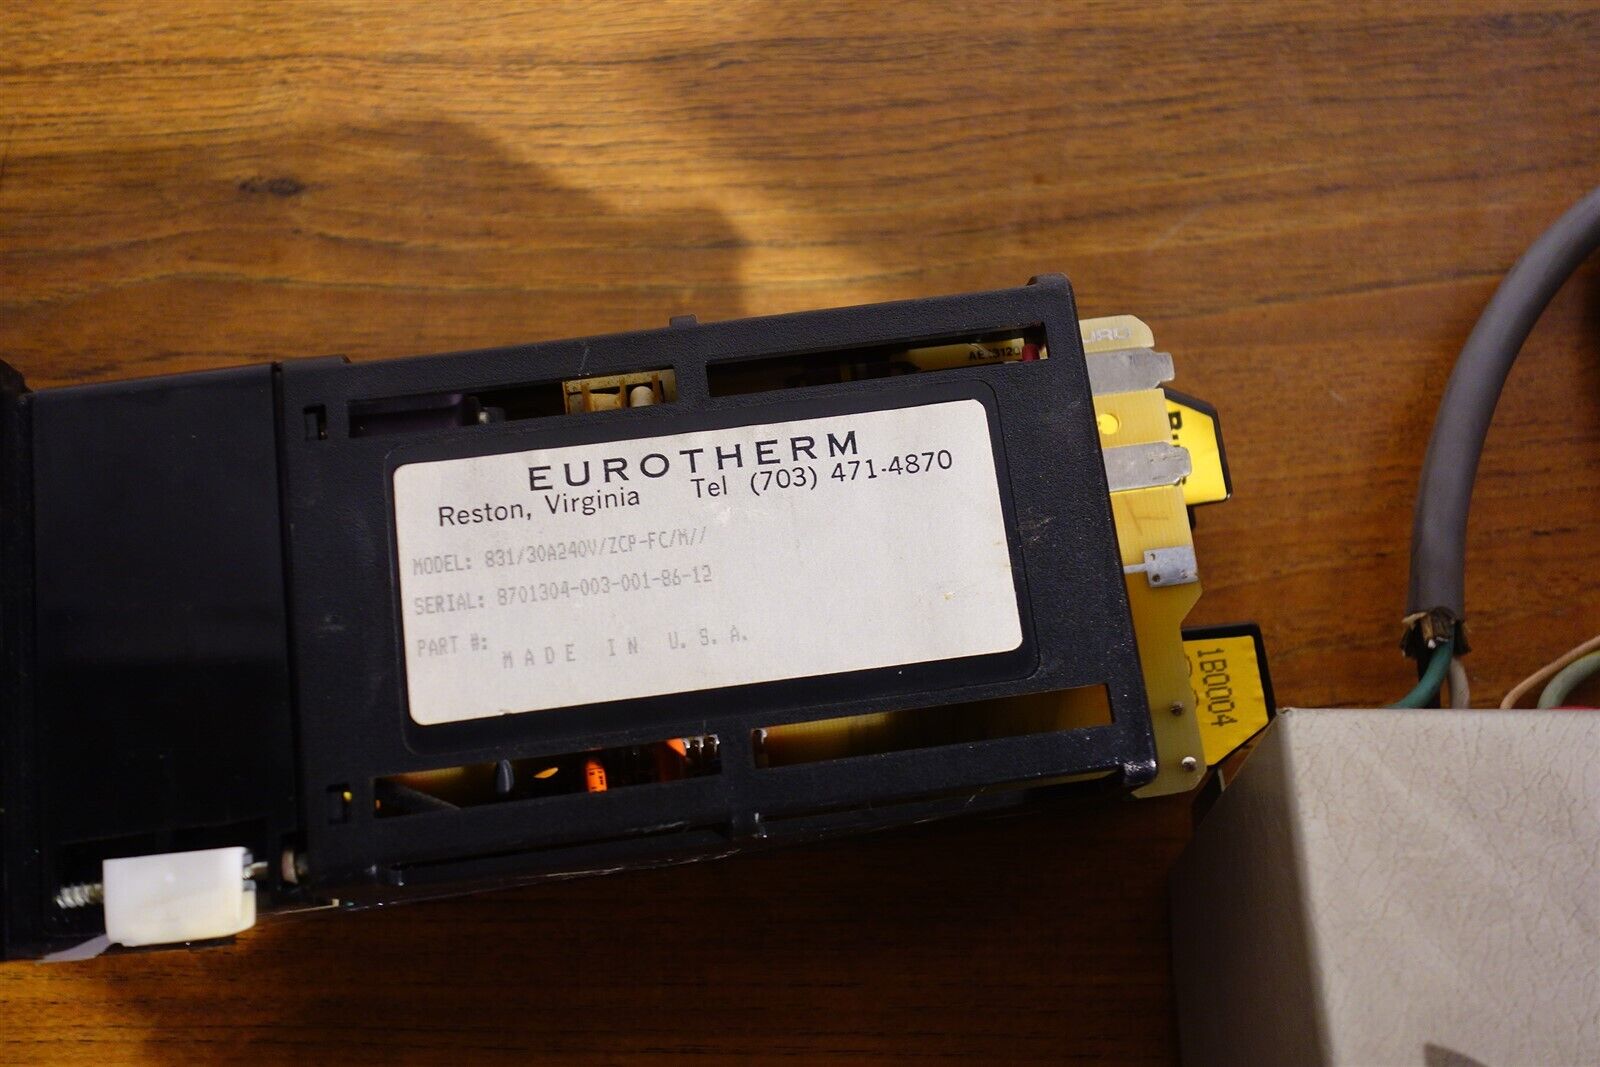 EUROTHERM
Reston, Virginia Tel (703) 471-4870
MODEL: 831/30A240V/ZCP-FC/M//
SERIAL: 8701304-003-001-86-12
PART #:
MADE IN U.S.A.
1B0004